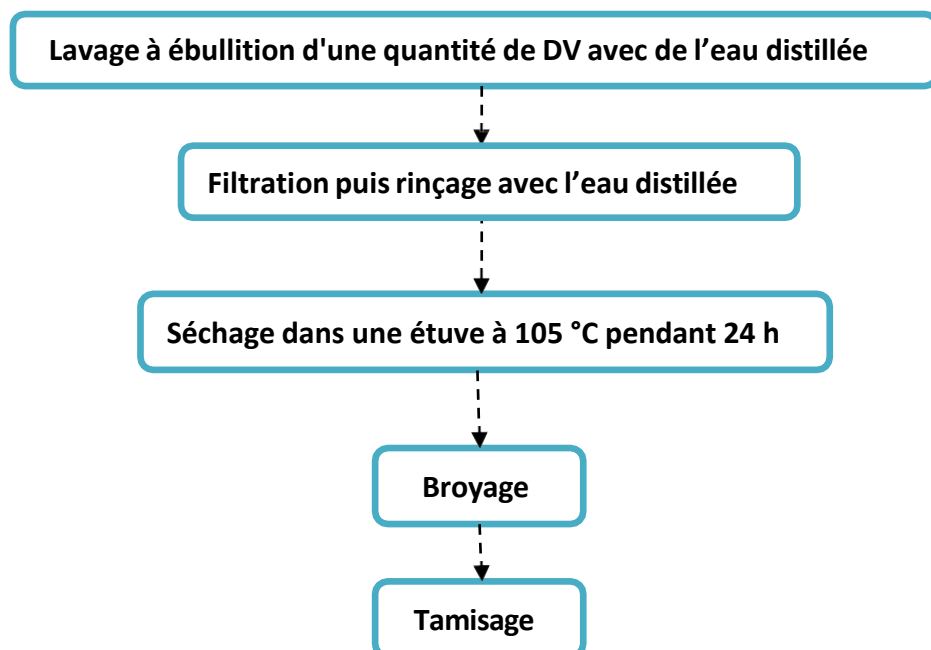 Lavage à ébullition d'une quantité de DV avec de l’eau distillée
Filtration puis rinçage avec l’eau distillée
Séchage dans une étuve à 105 °C pendant 24 h
Broyage
Tamisage